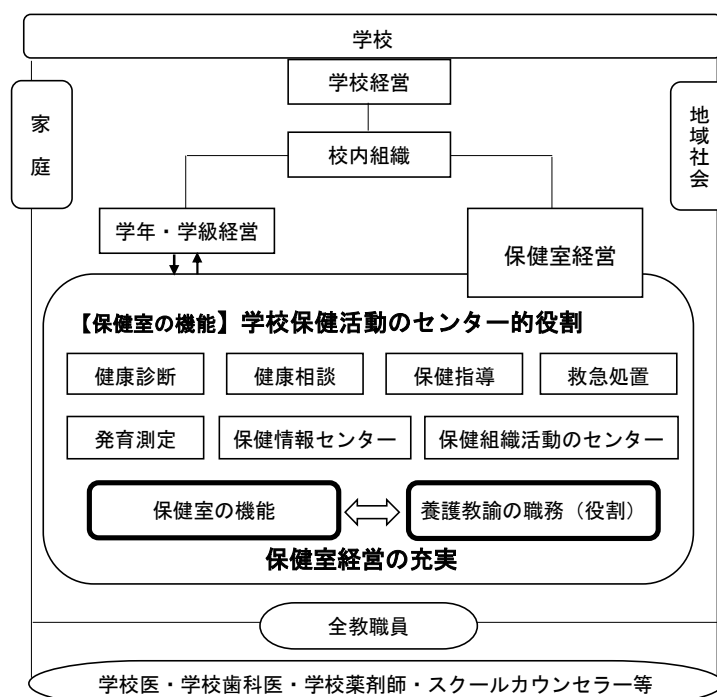 学校
学校経営
家庭
地域社会
校内組織
学年・学級経営
保健室経営
【保健室の機能】学校保健活動のセンター的役割
健康診断
健康相談
保健指導
救急処置
発育測定
保健情報センター
保健組織活動のセンター
保健室の機能
養護教諭の職務（役割）
保健室経営の充実
全教職員
学校医・学校歯科医・学校薬剤師・スクールカウンセラー等